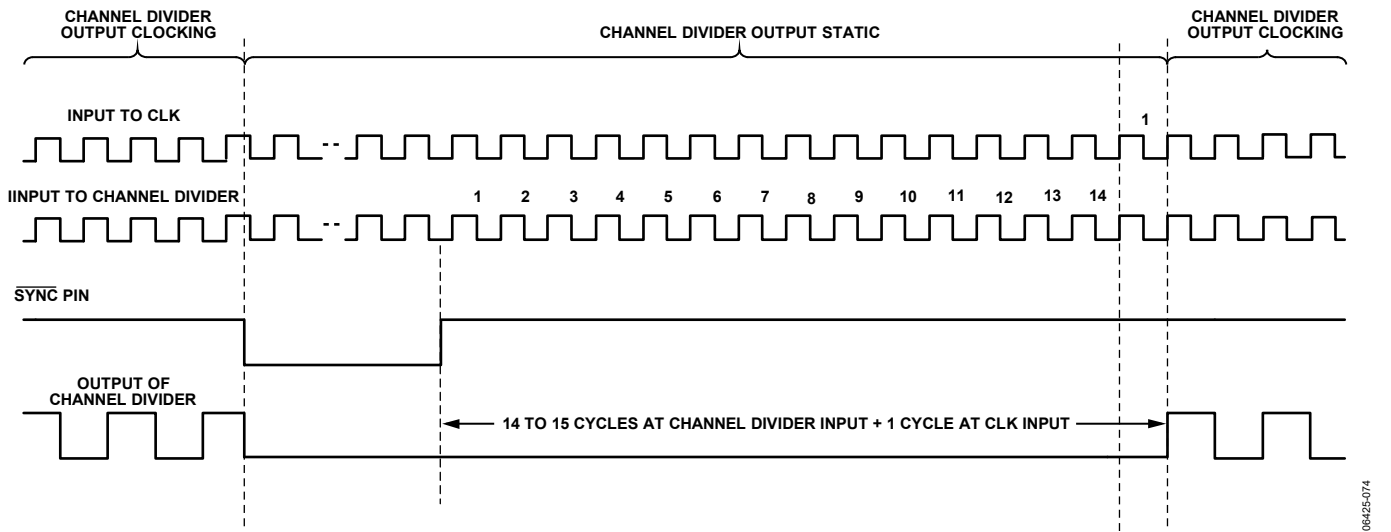 CHANNEL DIVIDER
OUTPUT CLOCKING
CHANNEL DIVIDER OUTPUT STATIC
CHANNEL DIVIDER
OUTPUT CLOCKING
INPUT TO CLK
1
IINPUT TO CHANNEL DIVIDER
1 2 3 4 5 6 7 8 9 10 11 12 13 14
SYNC PIN
OUTPUT OF
CHANNEL DIVIDER
14 TO 15 CYCLES AT CHANNEL DIVIDER INPUT + 1 CYCLE AT CLK INPUT
06425-074